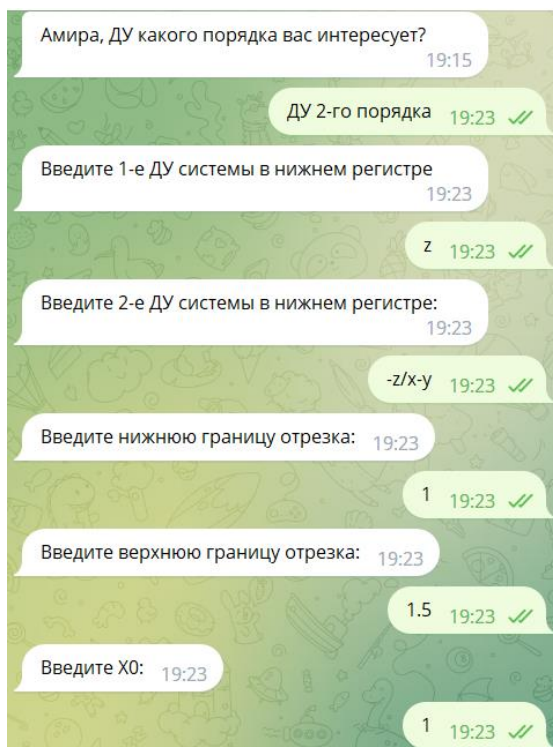 Амира, ДУ какого порядка вас интересует?
19:15
ДУ 2-го порядка 19:23
Введите 1-е ДУ системы в нижнем регистре
19:23
z 19:23
Введите 2-е ДУ системы в нижнем регистре:
19:23
-z/x-y 19:23
Введите нижнюю границу отрезка: 19:23
1 19:23
Введите верхнюю границу отрезка: 19:23
1.5 19:23
Введите X0: 19:23
1 19:23